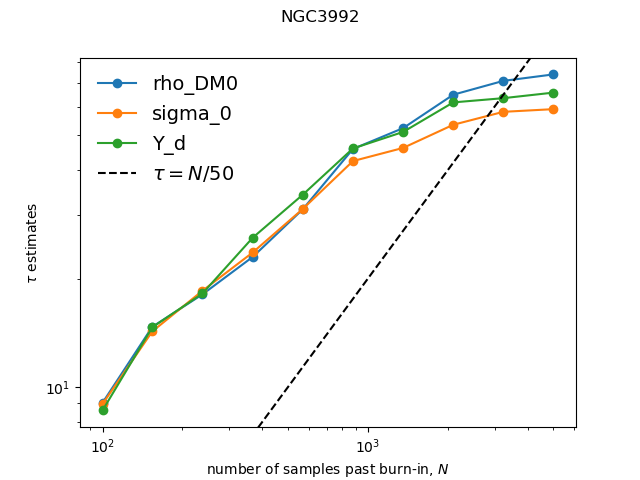 NGC3992
rho_DM0
sigma_0
Y_d
τ = N/50
τ estimates
10¹
10² 10³
number of samples past burn-in, N